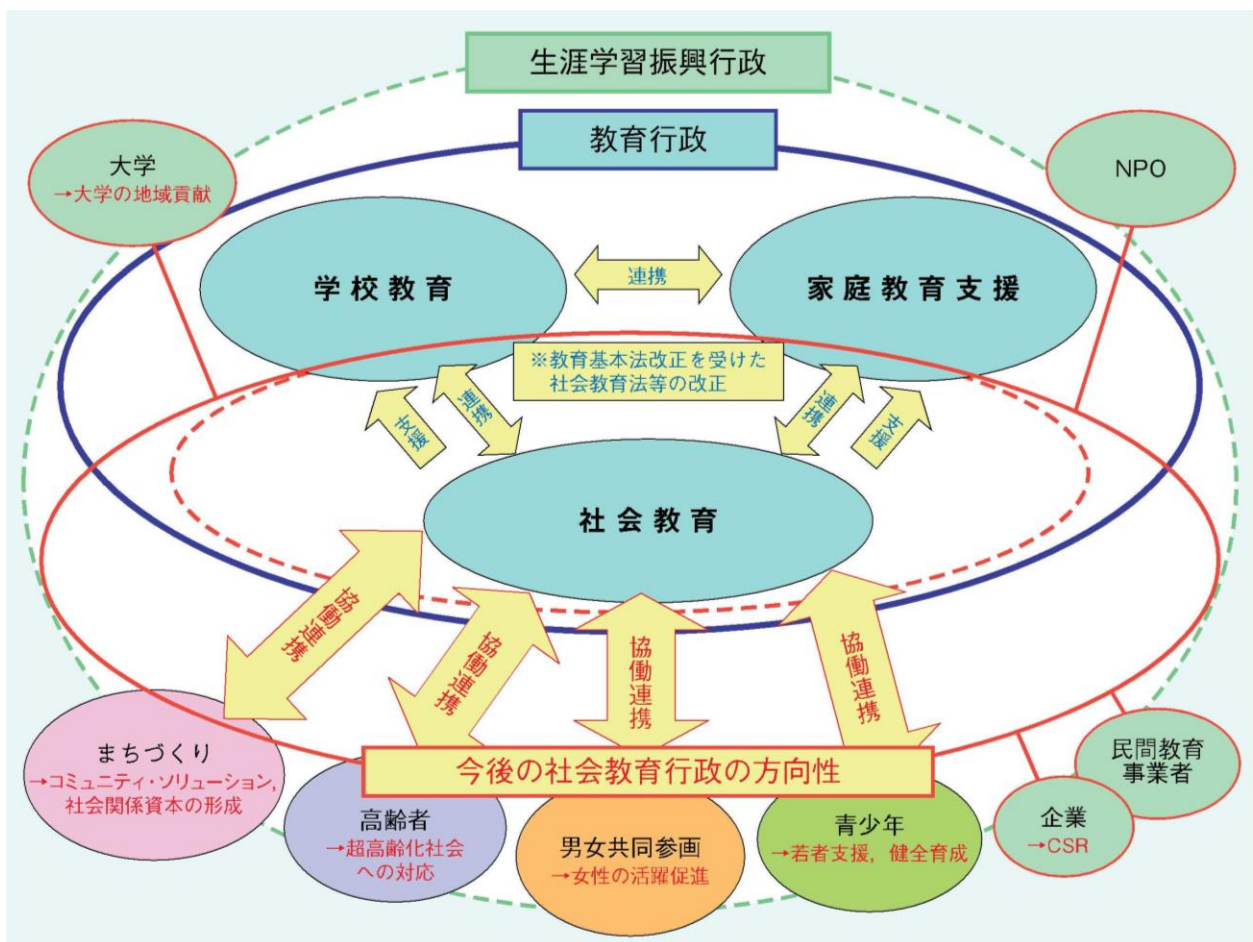 生涯学習振興行政
教育行政
大学
→大学の地域貢献
NPO
学校教育
連携
家庭教育支援
※教育基本法改正を受けた
社会教育法等の改正
支援
連携
連携
支援
社会教育
協働連携
協働連携
協働連携
協働連携
まちづくり
→コミュニティ・ソリューション,
社会関係資本の形成
今後の社会教育行政の方向性
高齢者
→超高齢化社会
への対応
男女共同参画
→女性の活躍促進
青少年
→若者支援，健全育成
企業
→CSR
民間教育
事業者